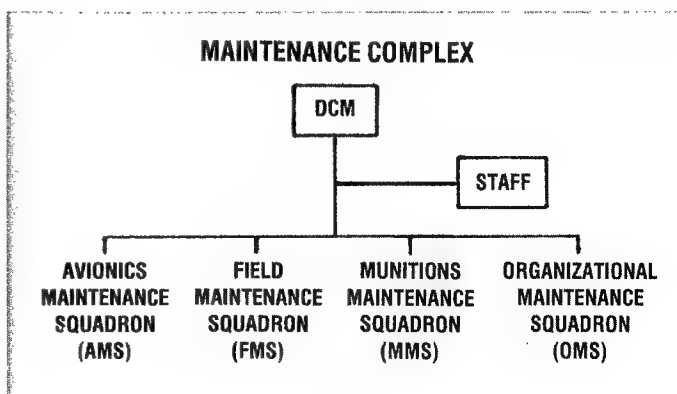 MAINTENANCE COMPLEX
DCM
STAFF
AVIONICS
MAINTENANCE
SQUADRON
(AMS)
FIELD
MAINTENANCE
SQUADRON
(FMS)
MUNITIONS
MAINTENANCE
SQUADRON
(MMS)
ORGANIZATIONAL
MAINTENANCE
SQUADRON
(OMS)